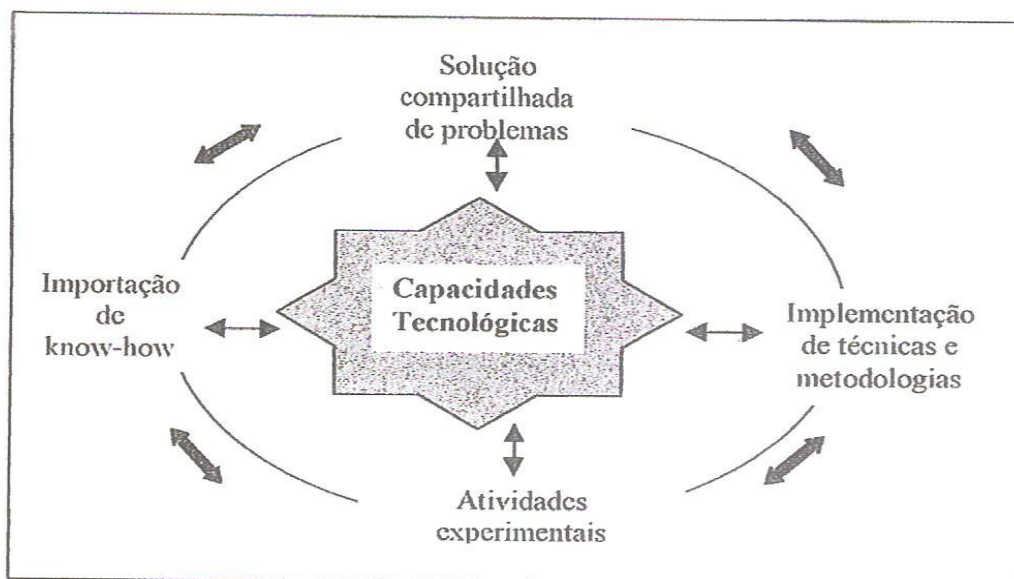 Solução
compartilhada
de problemas
Importação
de
know-how
Capacidades
Tecnológicas
Implementação
de técnicas e
metodologias
Atividades
experimentais